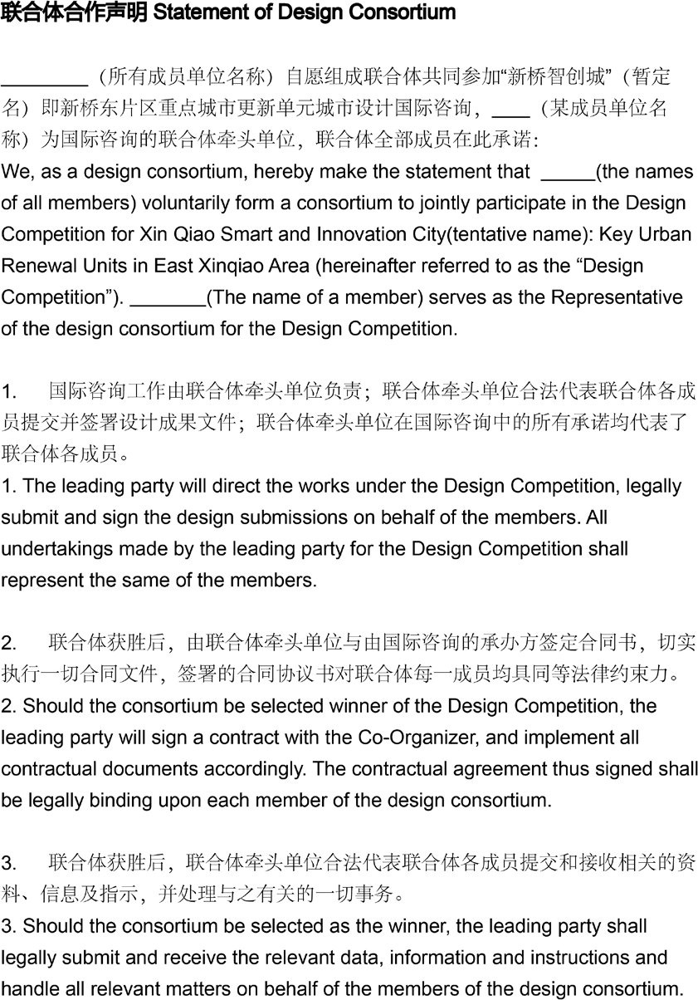 联合体合作声明 Statement of Design Consortium
________（所有成员单位名称）自愿组成联合体共同参加“新桥智创城”（暂定
名）即新桥东片区重点城市更新单元城市设计国际咨询，____（某成员单位名
称）为国际咨询的联合体牵头单位，联合体全部成员在此承诺：
We, as a design consortium, hereby make the statement that _____(the names
of all members) voluntarily form a consortium to jointly participate in the Design
Competition for Xin Qiao Smart and Innovation City(tentative name): Key Urban
Renewal Units in East Xinqiao Area (hereinafter referred to as the “Design
Competition”). _______(The name of a member) serves as the Representative
of the design consortium for the Design Competition.
1. 国际咨询工作由联合体牵头单位负责；联合体牵头单位合法代表联合体各成
员提交并签署设计成果文件；联合体牵头单位在国际咨询中的所有承诺均代表了
联合体各成员。
1. The leading party will direct the works under the Design Competition, legally
submit and sign the design submissions on behalf of the members. All
undertakings made by the leading party for the Design Competition shall
represent the same of the members.
2. 联合体获胜后，由联合体牵头单位与由国际咨询的承办方签定合同书，切实
执行一切合同文件，签署的合同协议书对联合体每一成员均具同等法律约束力。
2. Should the consortium be selected winner of the Design Competition, the
leading party will sign a contract with the Co-Organizer, and implement all
contractual documents accordingly. The contractual agreement thus signed shall
be legally binding upon each member of the design consortium.
3. 联合体获胜后，联合体牵头单位合法代表联合体各成员提交和接收相关的资
料、信息及指示，并处理与之有关的一切事务。
3. Should the consortium be selected as the winner, the leading party shall
legally submit and receive the relevant data, information and instructions and
handle all relevant matters on behalf of the members of the design consortium.